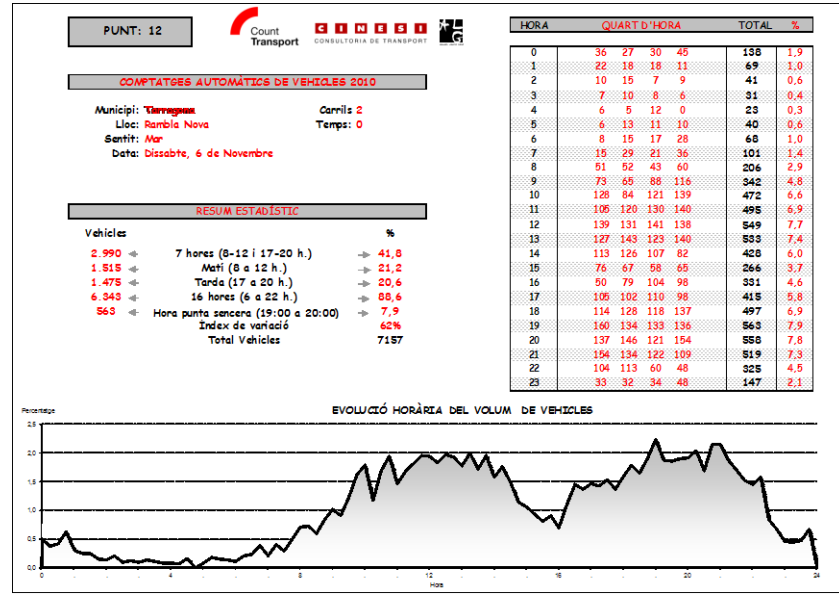 PUNT: 12
Count
Transport
CINESI
CONSULTORIA DE TRANSPORT
COMPTATGES AUTOMÀTICS DE VEHICLES 2010
Municipi: Tarragona Carrils 2
Lloc: Rambla Nova Temps: 0
Sentit: Mar
Data: Dissabte, 6 de Novembre
RESUM ESTADÍSTIC
Vehicles %
2.990 7 hores (8-12 i 17-20 h.) 41,8
1.515 Matí (8 a 12 h.) 21,2
1.475 Tarda (17 a 20 h.) 20,6
6.343 16 hores (6 a 22 h.) 88,6
563 Hora punta sencera (19:00 a 20:00) 7,9
Índex de variació 62%
Total Vehicles 7157
HORA QUART D'HORA TOTAL %
0 36 27 30 45 138 1,9
1 22 18 18 11 69 1,0
2 10 15 7 9 41 0,6
3 7 10 8 6 31 0,4
4 6 5 12 0 23 0,3
5 6 13 11 10 40 0,6
6 8 15 17 28 68 1,0
7 15 29 21 36 101 1,4
8 51 52 43 60 206 2,9
9 73 65 88 116 342 4,8
10 128 84 121 139 472 6,6
11 105 120 130 140 495 6,9
12 139 131 141 138 549 7,7
13 127 143 123 140 533 7,4
14 113 126 107 82 428 6,0
15 76 67 58 65 266 3,7
16 50 79 104 98 331 4,6
17 105 102 110 98 415 5,8
18 114 128 118 137 497 6,9
19 160 134 133 136 563 7,9
20 137 146 121 154 558 7,8
21 154 134 122 109 519 7,3
22 104 113 60 48 325 4,5
23 33 32 34 48 147 2,1
EVOLUCIÓ HORÀRIA DEL VOLUM DE VEHICLES
Percentatge
2,5
2,0
1,5
1,0
0,5
0,0
0 4 8 12 16 20 24
Hora